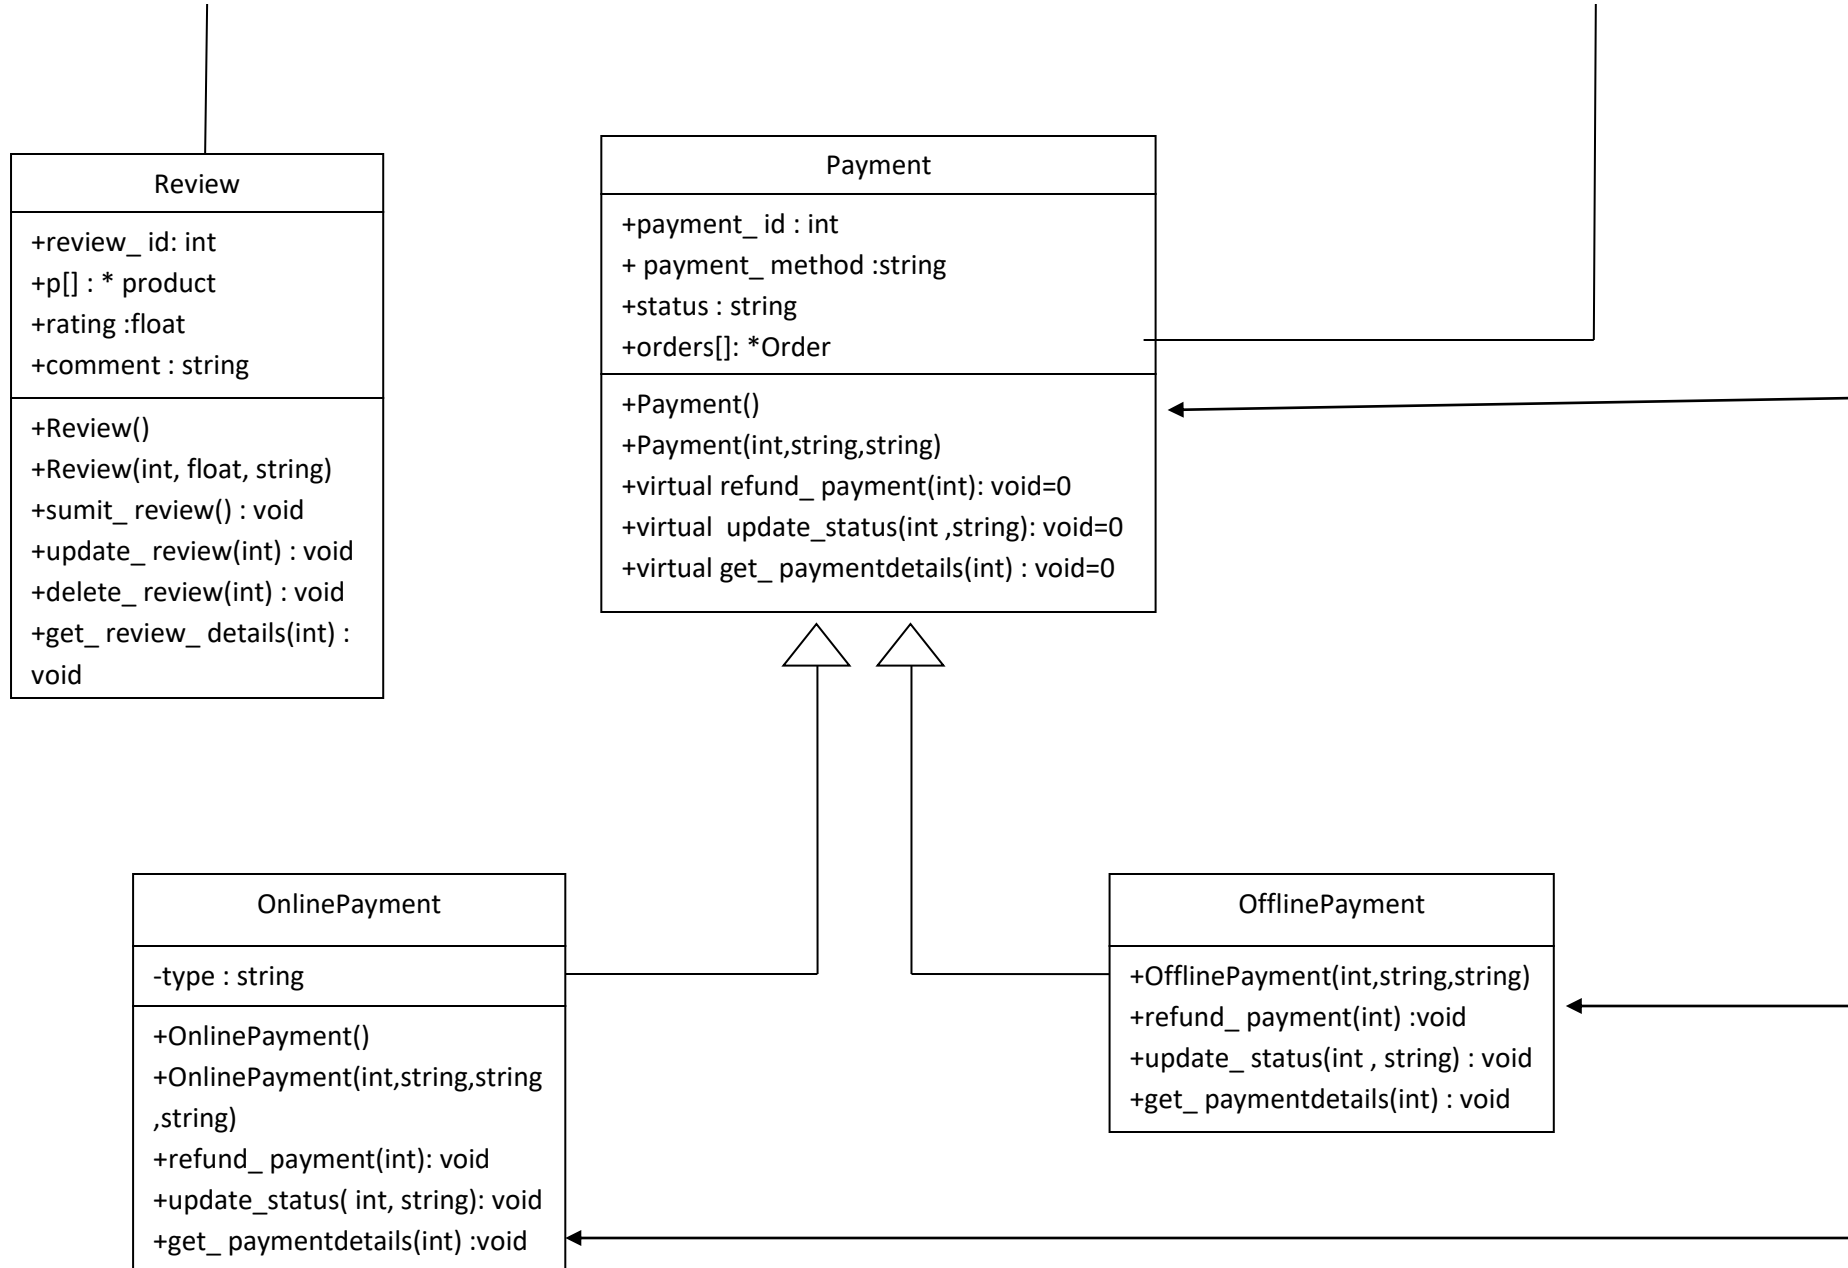 Review
+review_ id: int
+p[] : * product
+rating :float
+comment : string
+Review()
+Review(int, float, string)
+sumit_ review() : void
+update_ review(int) : void
+delete_ review(int) : void
+get_ review_ details(int) :
void
Payment
+payment_ id : int
+ payment_ method :string
+status : string
+orders[]: *Order
+Payment()
+Payment(int,string,string)
+virtual refund_ payment(int): void=0
+virtual  update_status(int ,string): void=0
+virtual get_ paymentdetails(int) : void=0
OnlinePayment
-type : string
+OnlinePayment()
+OnlinePayment(int,string,string
,string)
+refund_ payment(int): void
+update_status( int, string): void
+get_ paymentdetails(int) :void
OfflinePayment
+OfflinePayment(int,string,string)
+refund_ payment(int) :void
+update_ status(int , string) : void
+get_ paymentdetails(int) : void